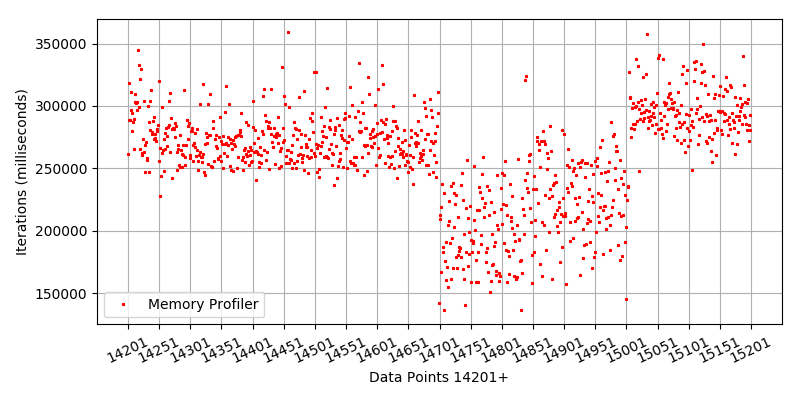 350000
300000
250000
200000
150000
Iterations (milliseconds)
Memory Profiler
14201 14251 14301 14351 14401 14451 14501 14551 14601 14651 14701 14751 14801 14851 14901 14951 15001 15051 15101 15151 15201
Data Points 14201+